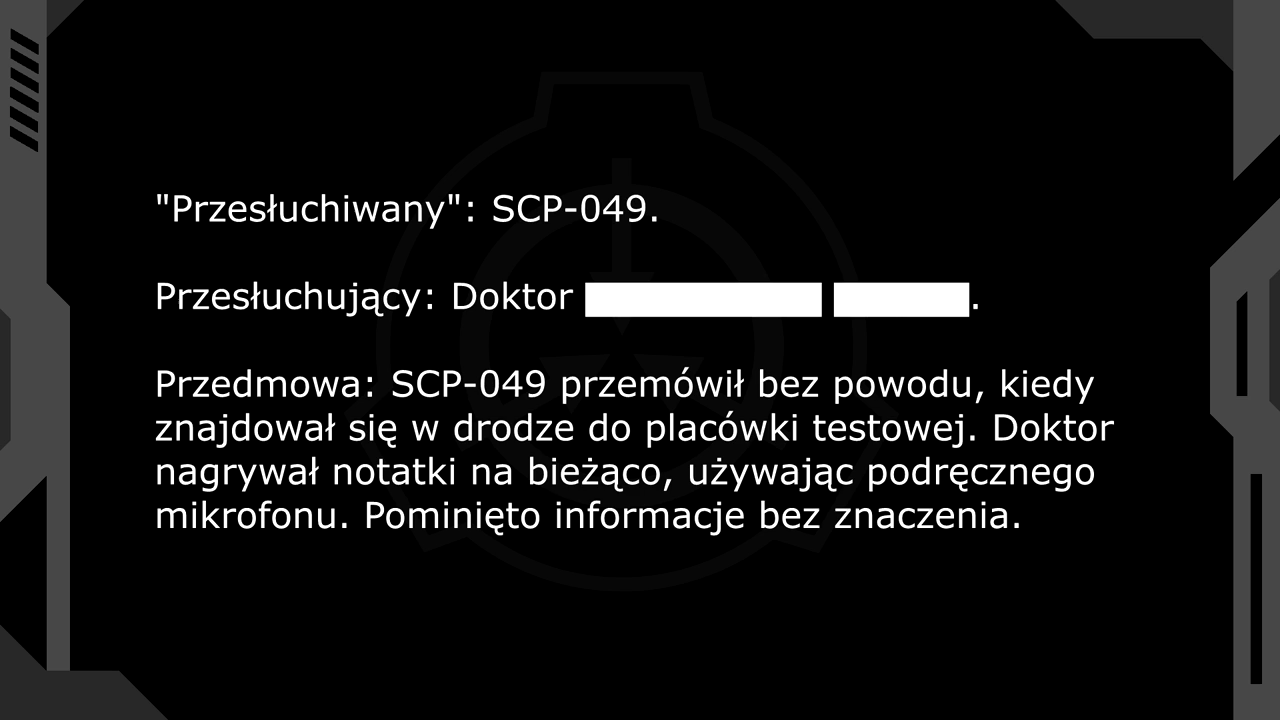 "Przesłuchiwany": SCP-049.
Przesłuchujący: Doktor ██████████ ██████.
Przedmowa: SCP-049 przemówił bez powodu, kiedy
znajdował się w drodze do placówki testowej. Doktor
nagrywał notatki na bieżąco, używając podręcznego
mikrofonu. Pominięto informacje bez znaczenia.